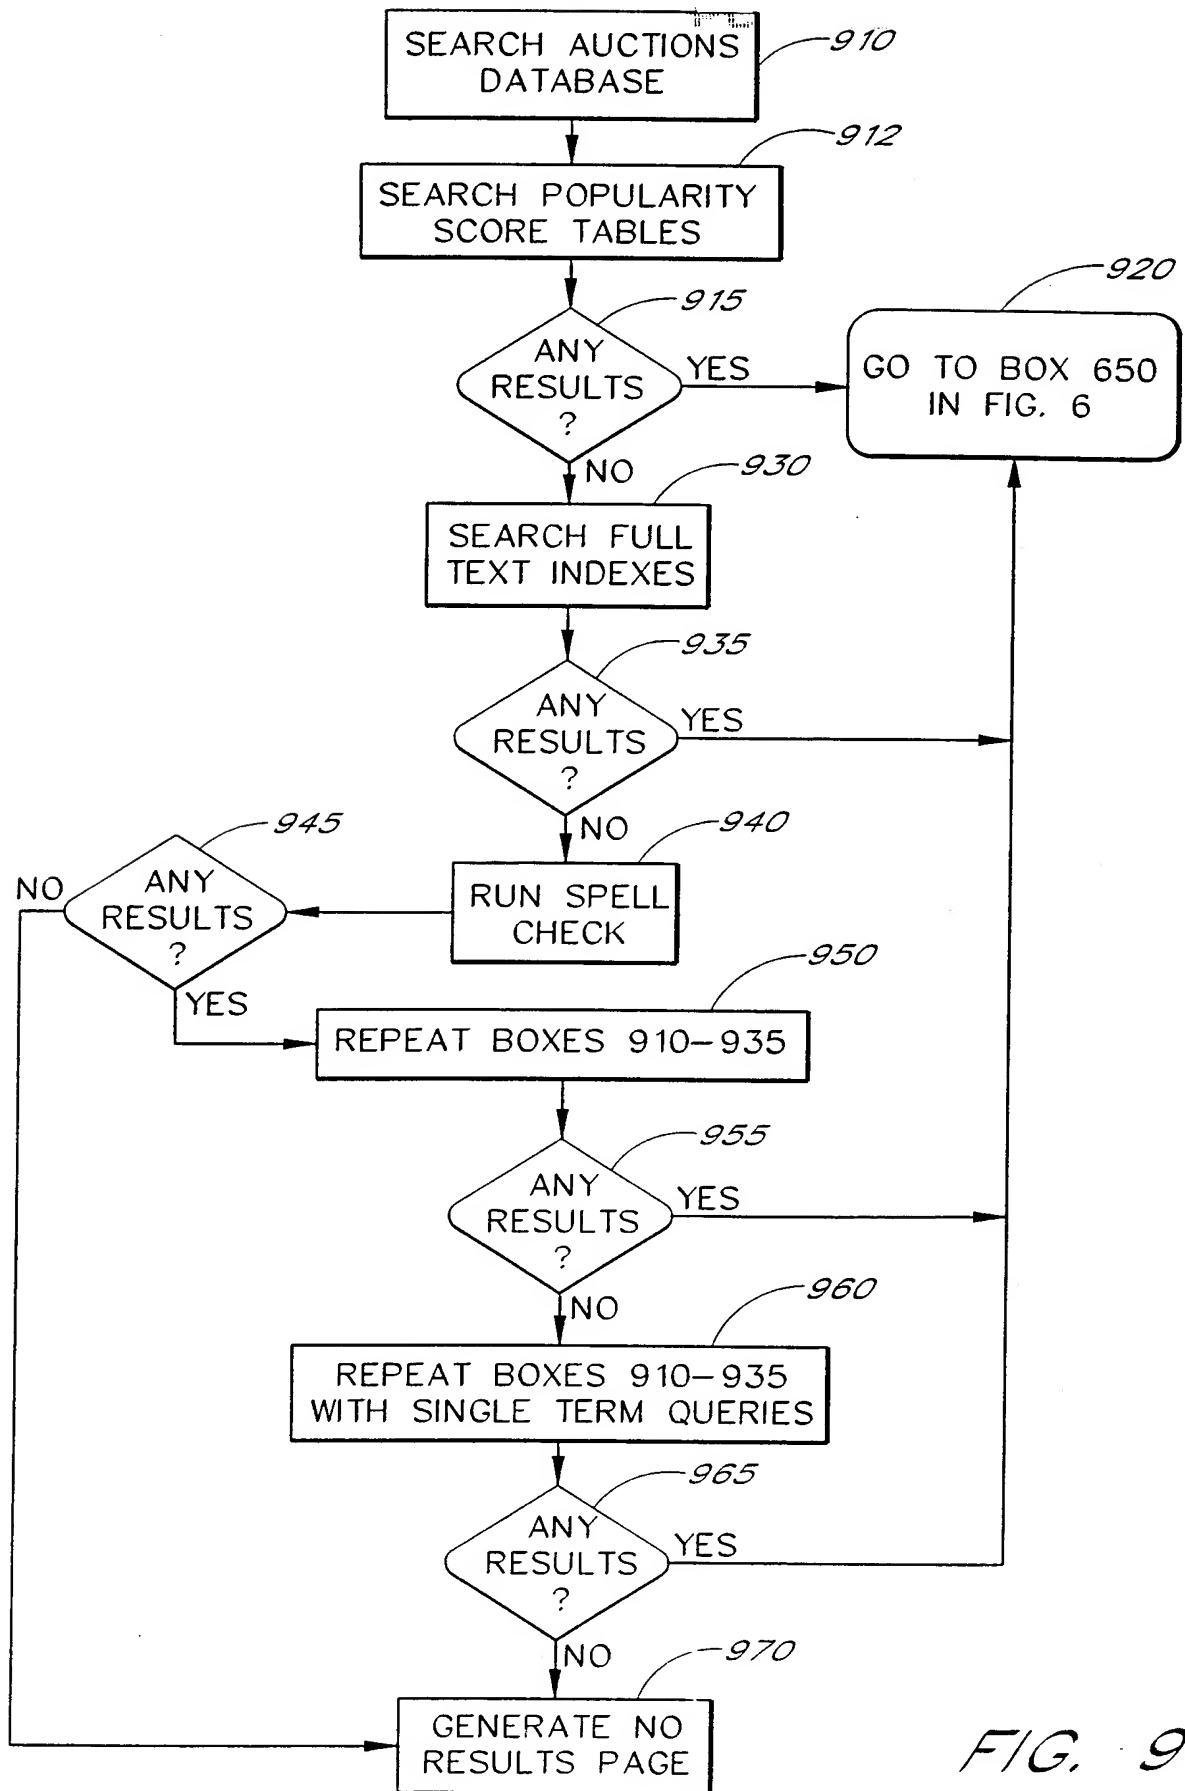 SEARCH AUCTIONS
DATABASE
910
SEARCH POPULARITY
SCORE TABLES
912
ANY
RESULTS
?
915
YES
GO TO BOX 650
IN FIG. 6
920
NO
SEARCH FULL
TEXT INDEXES
930
ANY
RESULTS
?
935
YES
NO
RUN SPELL
CHECK
940
ANY
RESULTS
?
945
NO
YES
REPEAT BOXES 910-935
950
ANY
RESULTS
?
955
YES
NO
REPEAT BOXES 910-935
WITH SINGLE TERM QUERIES
960
ANY
RESULTS
?
965
YES
NO
GENERATE NO
RESULTS PAGE
970
FIG. 9